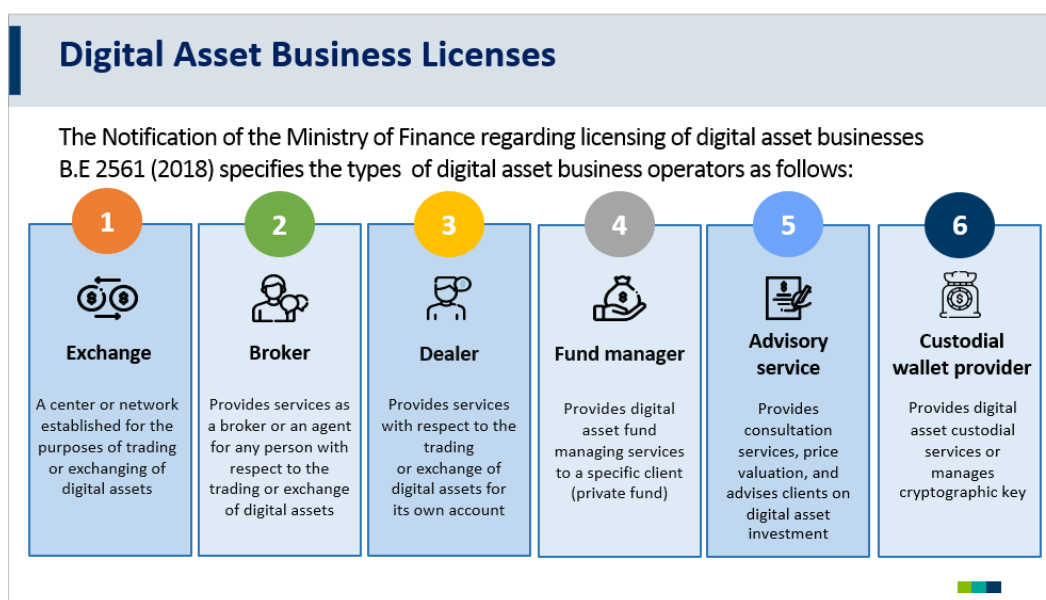 Digital Asset Business Licenses
The Notification of the Ministry of Finance regarding licensing of digital asset businesses
B.E 2561 (2018) specifies the types of digital asset business operators as follows:
1
Exchange
A center or network
established for the
purposes of trading
or exchanging of
digital assets
2
Broker
Provides services as
a broker or an agent
for any person with
respect to the
trading or exchange
of digital assets
3
Dealer
Provides services
with respect to the
trading
or exchange of
digital assets for
its own account
4
Fund manager
Provides digital
asset fund
managing services
to a specific client
(private fund)
5
Advisory
service
Provides
consultation
services, price
valuation, and
advises clients on
digital asset
investment
6
Custodial
wallet provider
Provides digital
asset custodial
services or
manages
cryptographic key